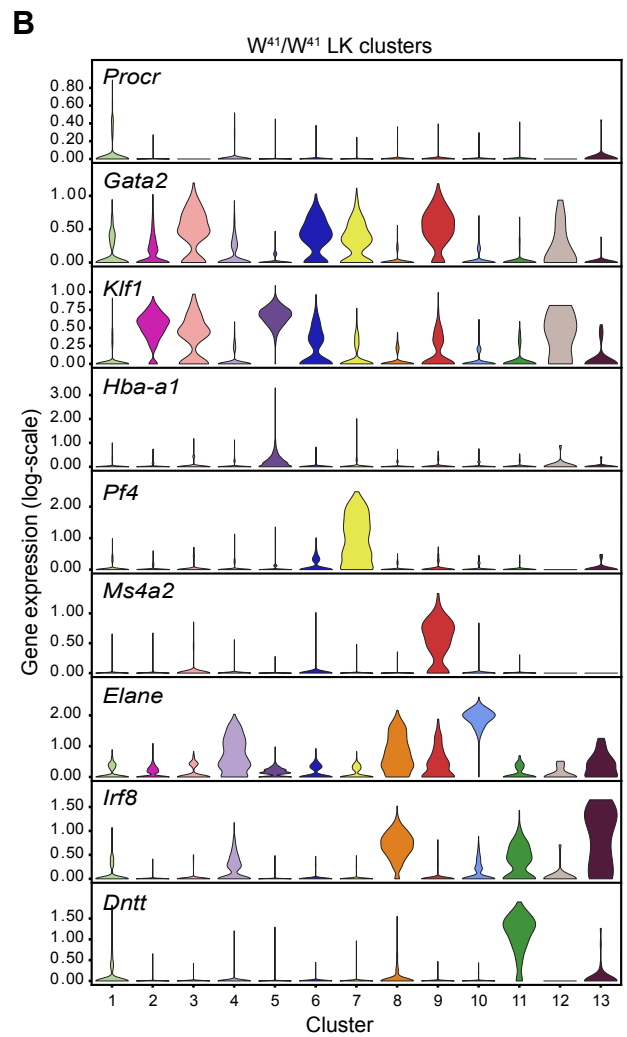 B
W⁴¹/W⁴¹ LK clusters
Gene expression (log-scale)
Procr
0.80
0.60
0.40
0.20
0.00
Gata2
1.00
0.50
0.00
Klf1
1.00
0.75
0.50
0.25
0.00
Hba-a1
3.00
2.00
1.00
0.00
Pf4
2.00
1.00
0.00
Ms4a2
1.00
0.50
0.00
Elane
2.00
1.00
0.00
Irf8
1.50
1.00
0.50
0.00
Dntt
1.50
1.00
0.50
0.00
1 2 3 4 5 6 7 8 9 10 11 12 13
Cluster